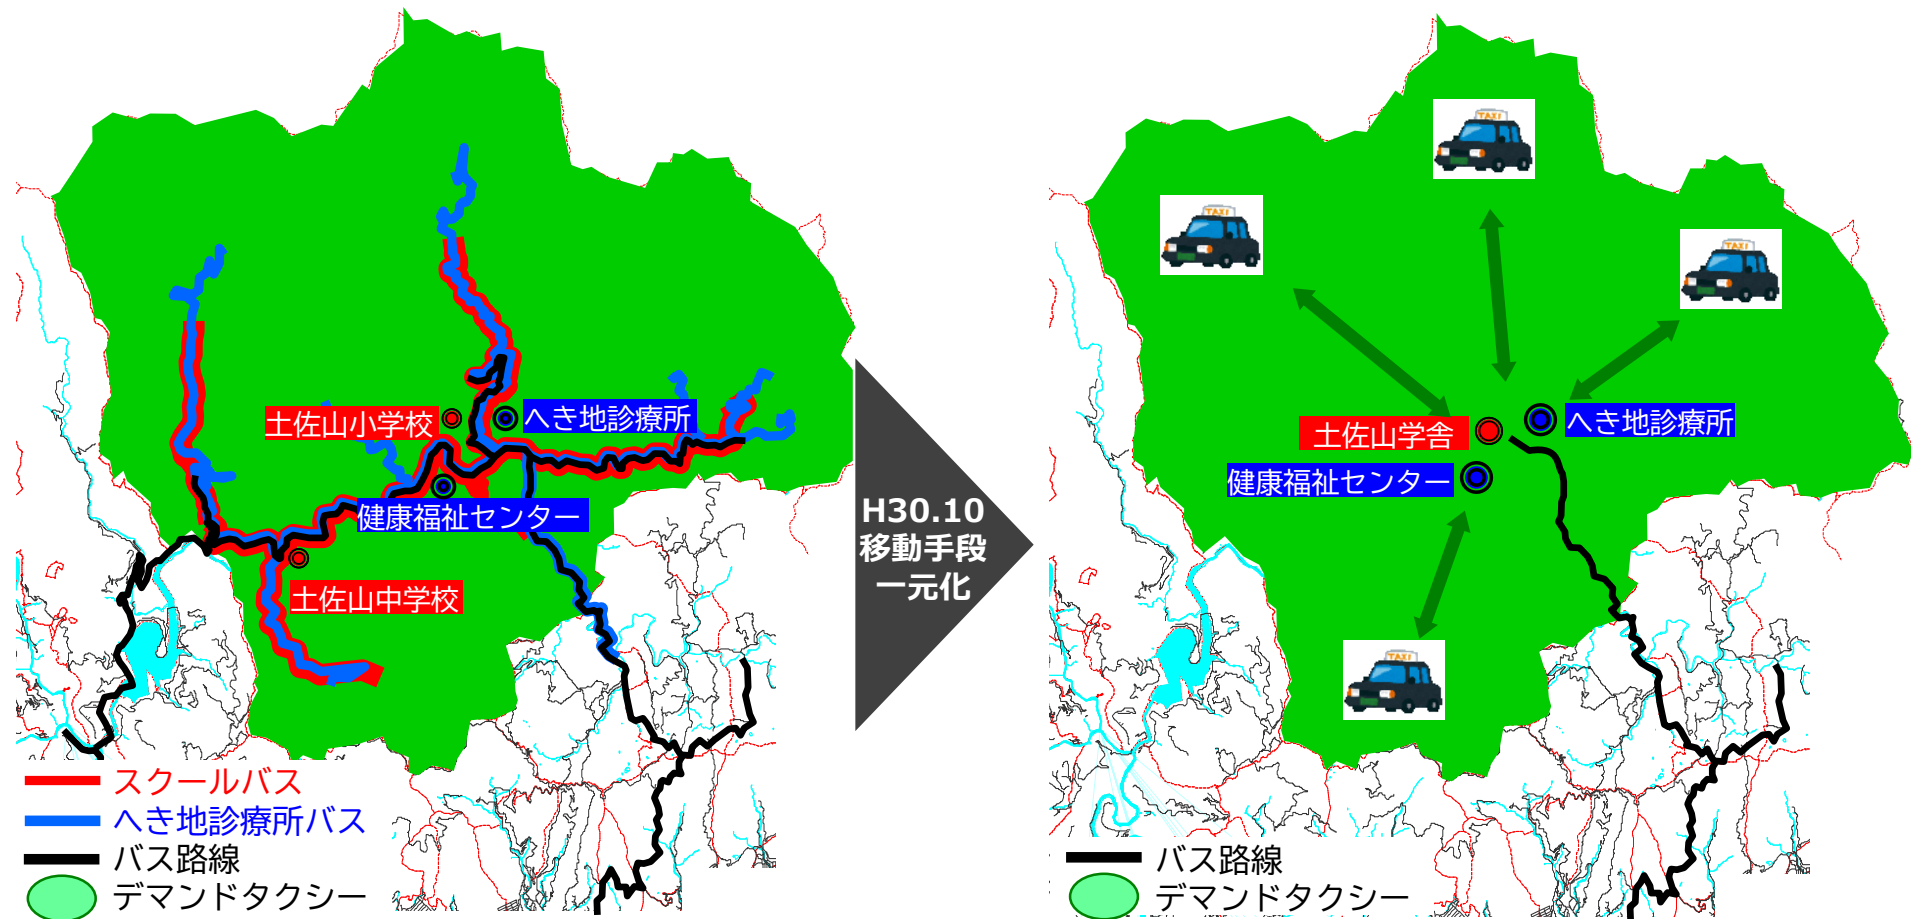 土佐山小学校
へき地診療所
健康福祉センター
土佐山中学校
スクールバス
へき地診療所バス
バス路線
デマンドタクシー
H30.10
移動手段
一元化
TAXI
TAXI
TAXI
土佐山学舎
へき地診療所
健康福祉センター
TAXI
バス路線
デマンドタクシー